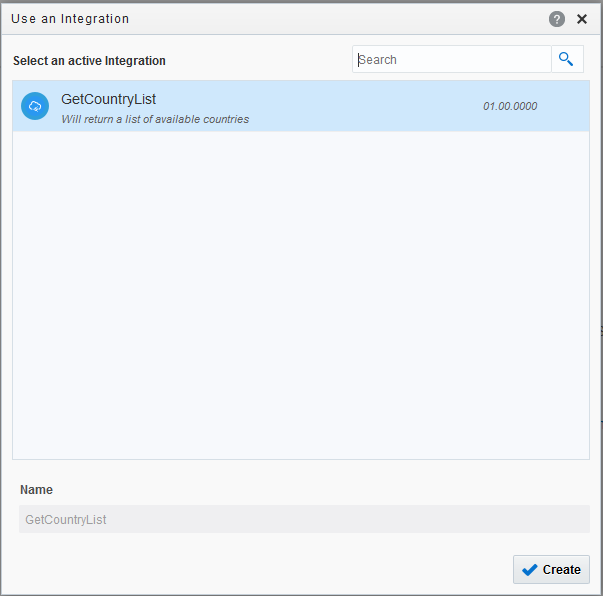 Use an Integration
?
Select an active Integration
Search
GetCountryList
01.00.0000
Will return a list of available countries
Name
GetCountryList
Create